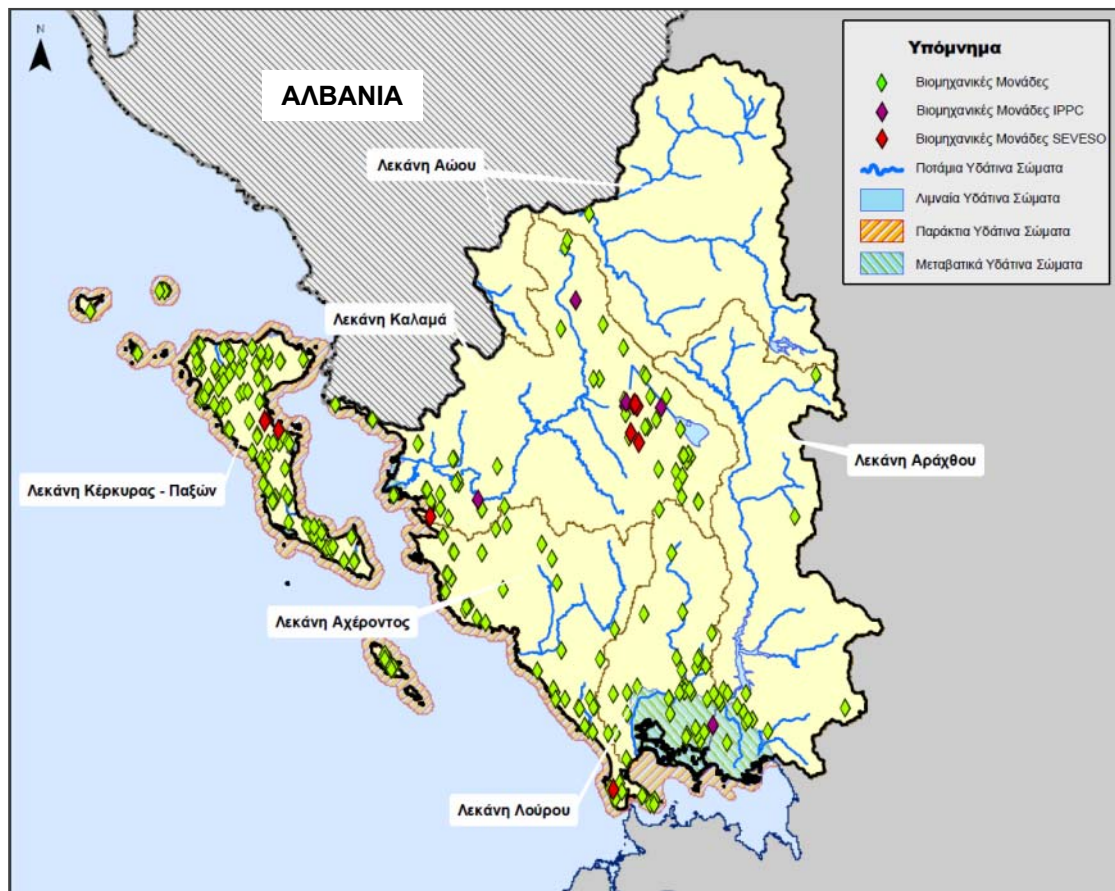 N
ΑΛΒΑΝΙΑ
Υπόμνημα
Βιομηχανικές Μονάδες
Βιομηχανικές Μονάδες IPPC
Βιομηχανικές Μονάδες SEVESO
Ποτάμια Υδάτινα Σώματα
Λιμναία Υδάτινα Σώματα
Παράκτια Υδάτινα Σώματα
Μεταβατικά Υδάτινα Σώματα
Λεκάνη Αώου
Λεκάνη Καλαμά
Λεκάνη Αράχθου
Λεκάνη Κέρκυρας - Παξών
Λεκάνη Αχέροντος
Λεκάνη Λούρου